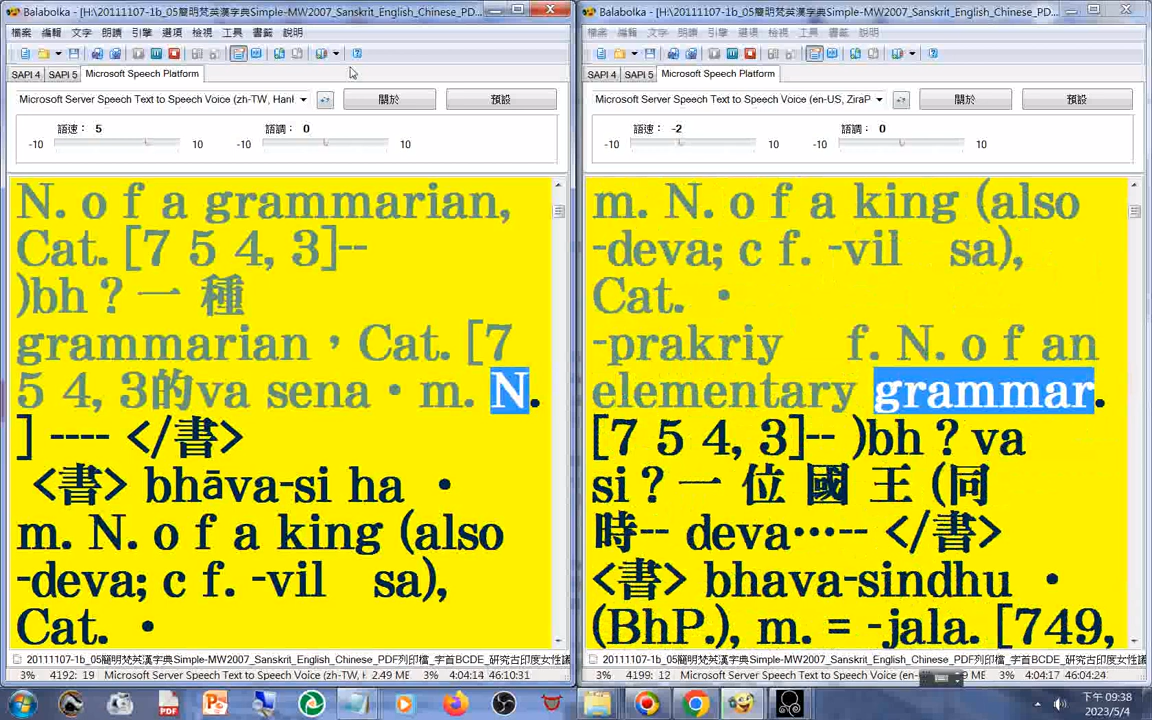 Balabolka - [H:\20111107-1b_05簡明梵英漢字典Simple-MW2007_Sanskrit_English_Chinese_PD...
檔案 編輯 文字 朗讀 引擎 選項 檢視 工具 書籤 說明
SAPI 4 SAPI 5 Microsoft Speech Platform
Microsoft Server Speech Text to Speech Voice (zh-TW, Hanl
關於 預設
語速： 5 語調： 0
-10 10 -10 10
N. o f a grammarian,
Cat. [7 5 4, 3]--
)bh？一 種
grammarian，Cat. [7
5 4, 3的va sena‧m. N.
] ---- </書>
<書> bhāva-si ha ‧
m. N. o f a king (also
-deva; c f. -vil sa),
Cat. ‧
20111107-1b_05簡明梵英漢字典Simple-MW2007_Sanskrit_English_Chinese_PDF列印檔_字首BCDE_研究古印度女性議
3% 4192: 19 Microsoft Server Speech Text to Speech Voice (zh-TW, H 2.49 ME 3% 4:04:14 46:10:31
Balabolka - [H:\20111107-1b_05簡明梵英漢字典Simple-MW2007_Sanskrit_English_Chinese_PD...
檔案 編輯 文字 朗讀 引擎 選項 檢視 工具 書籤 說明
SAPI 4 SAPI 5 Microsoft Speech Platform
Microsoft Server Speech Text to Speech Voice (en-US, ZiraP
關於 預設
語速： -2 語調： 0
-10 10 -10 10
m. N. o f a king (also
-deva; c f. -vil sa),
Cat. ‧
-prakriy f. N. o f an
elementary grammar.
[7 5 4, 3]-- )bh？va
si？一 位 國 王 (同
時-- deva…-- </書>
<書> bhava-sindhu ‧
(BhP.), m. = -jala. [749,
20111107-1b_05簡明梵英漢字典Simple-MW2007_Sanskrit_English_Chinese_PDF列印檔_字首BCDE_研究古印度女性議
3% 4199: 12 Microsoft Server Speech Text to Speech Voice (en-us 9 ME 3% 4:04:14 46:04:24
下午 09:38
2023/5/4